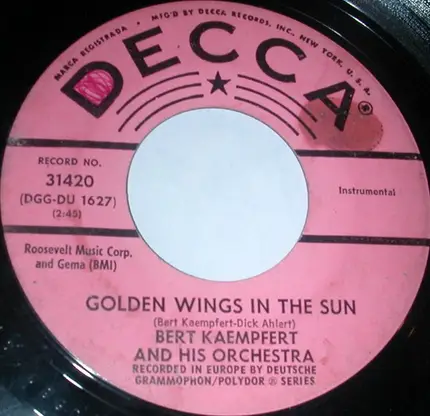 MARCA REGISTRADA • MFG'D BY DECCA RECORDS, INC., NEW YORK, U.S.A.
DECCA®
RECORD NO.
31420
(DGG-DU 1627)
(2:45)
Instrumental
Roosevelt Music Corp.
and Gema (BMI)
GOLDEN WINGS IN THE SUN
(Bert Kaempfert-Dick Ahlert)
BERT KAEMPFERT
AND HIS ORCHESTRA
RECORDED IN EUROPE BY DEUTSCHE
GRAMMOPHON/POLYDOR ® SERIES